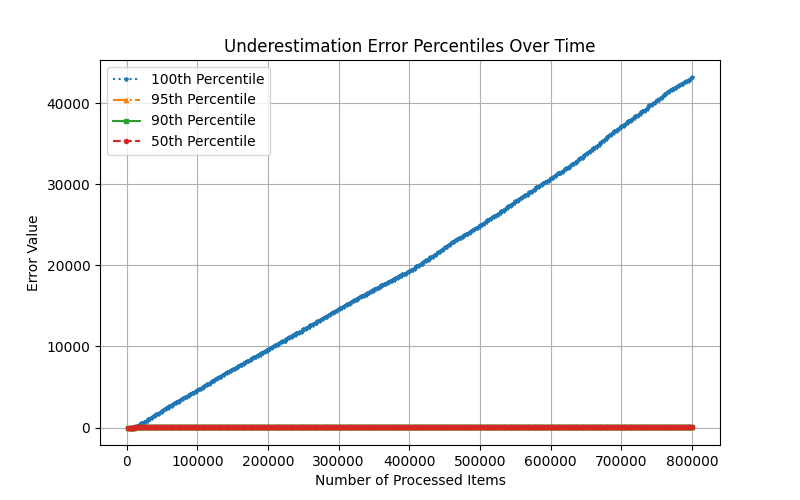 Underestimation Error Percentiles Over Time
100th Percentile
95th Percentile
90th Percentile
50th Percentile
Error Value
40000
30000
20000
10000
0
0 100000 200000 300000 400000 500000 600000 700000 800000
Number of Processed Items